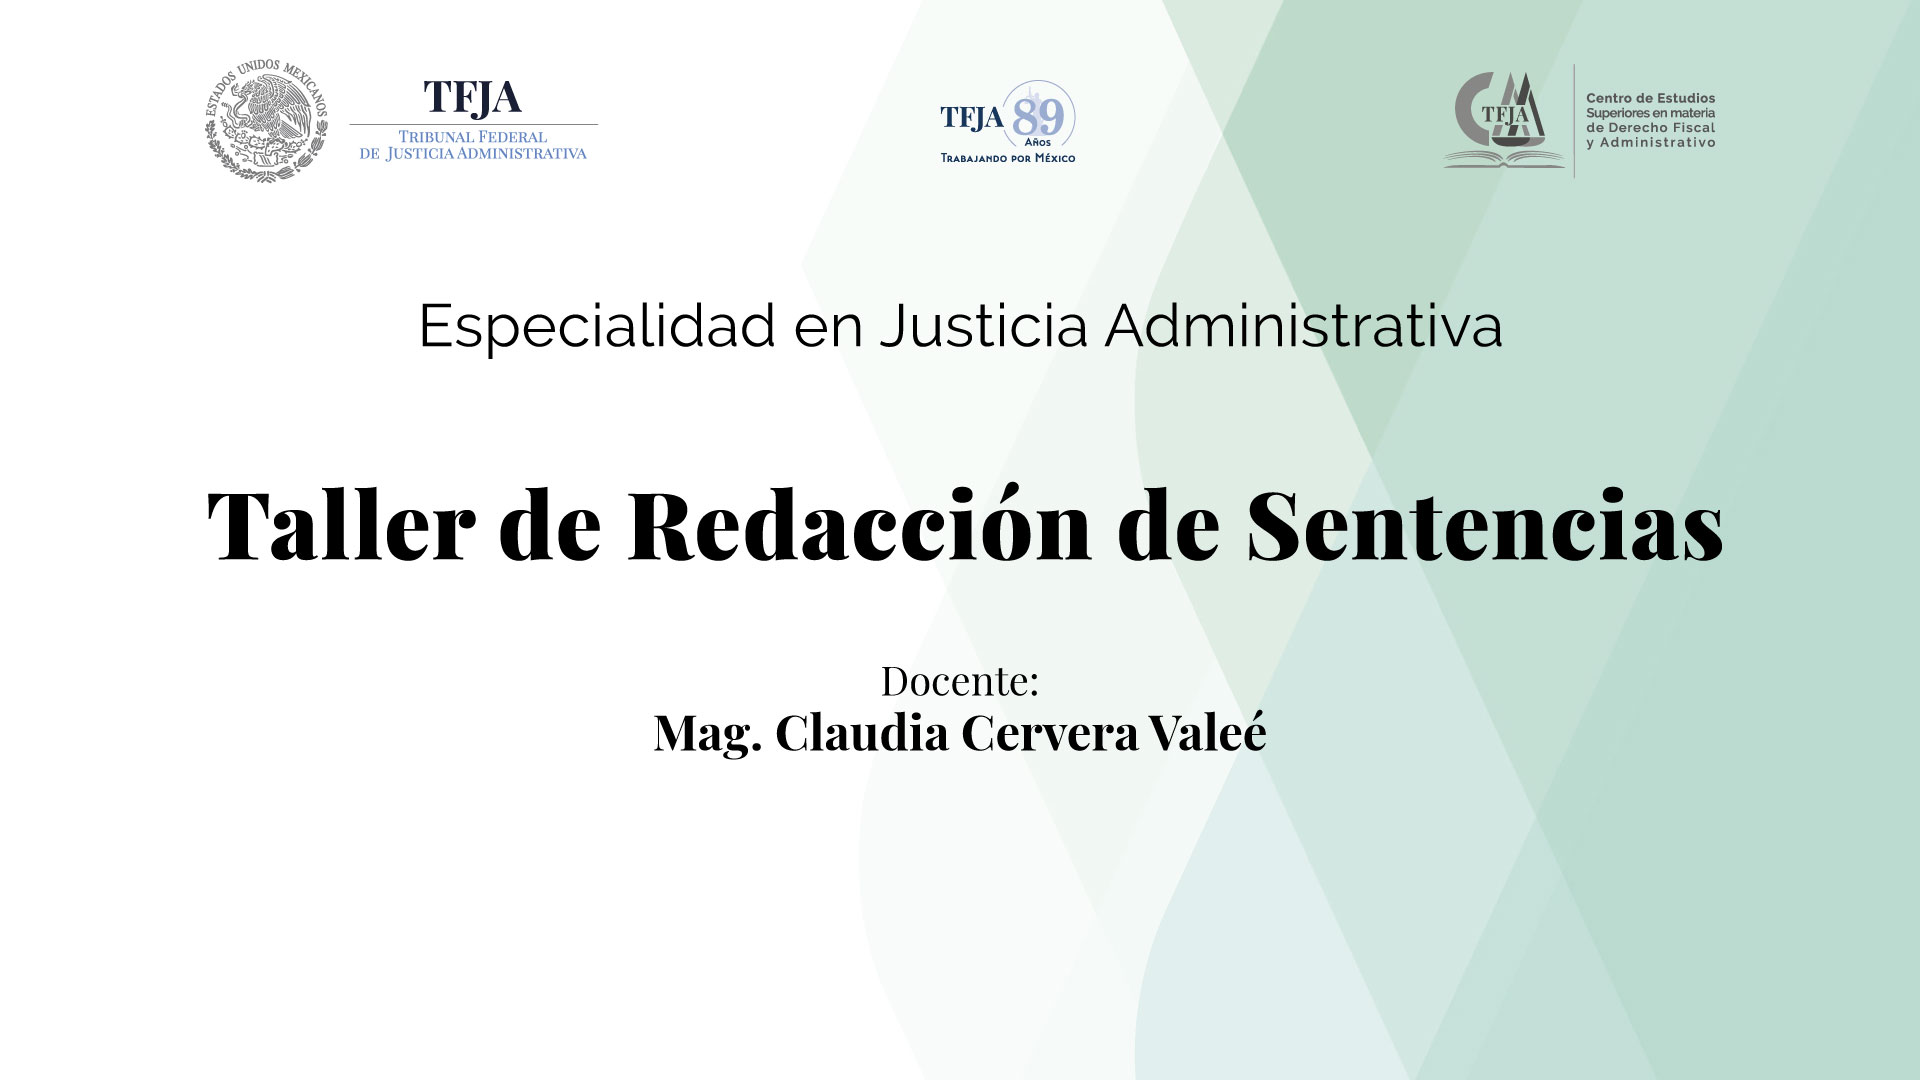 ESTADOS UNIDOS MEXICANOS
TFJA
TRIBUNAL FEDERAL
DE JUSTICIA ADMINISTRATIVA
TFJA 89
Años
TRABAJANDO POR MÉXICO
TFJA
Centro de Estudios
Superiores en materia
de Derecho Fiscal
y Administrativo
Especialidad en Justicia Administrativa
Taller de Redacción de Sentencias
Docente:
Mag. Claudia Cervera Valeé